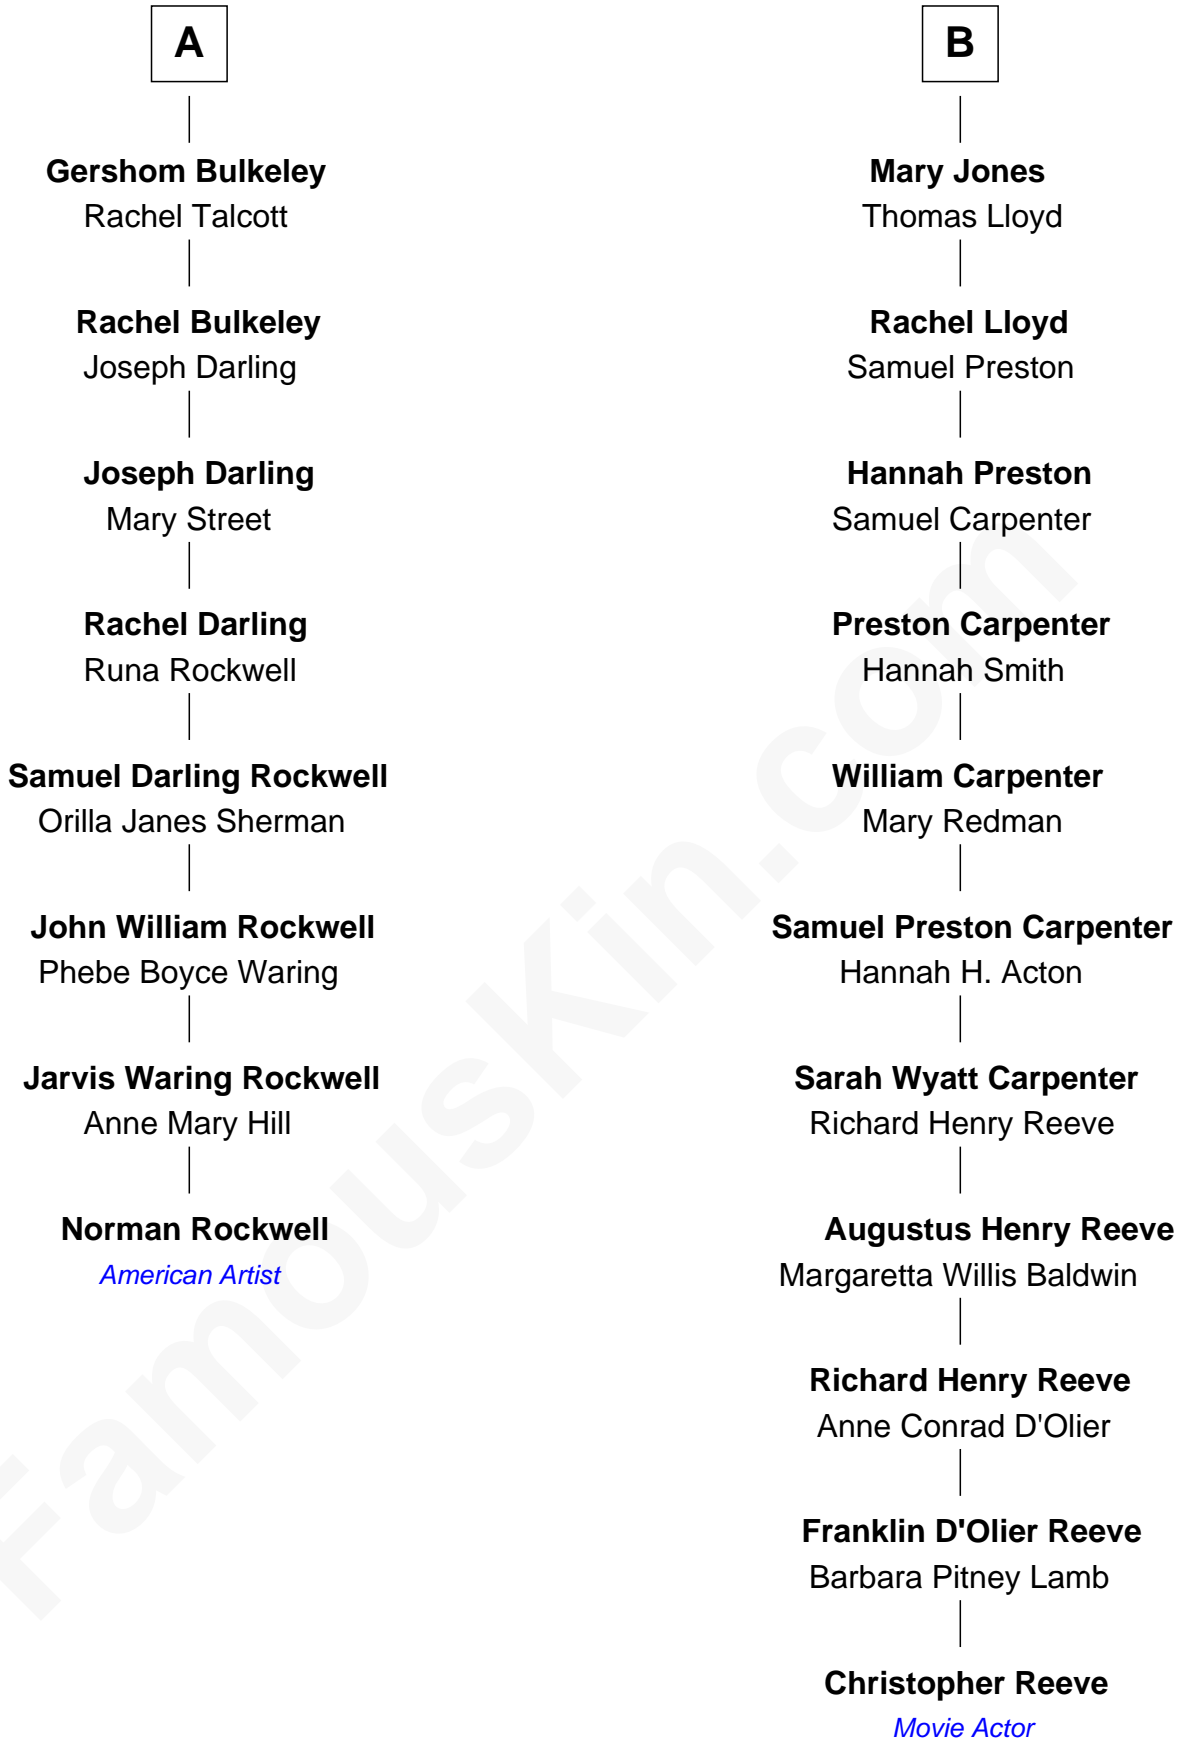 A
Gershom Bulkeley
Rachel Talcott
Rachel Bulkeley
Joseph Darling
Joseph Darling
Mary Street
Rachel Darling
Runa Rockwell
Samuel Darling Rockwell
Orilla Janes Sherman
John William Rockwell
Phebe Boyce Waring
Jarvis Waring Rockwell
Anne Mary Hill
Norman Rockwell
American Artist
B
Mary Jones
Thomas Lloyd
Rachel Lloyd
Samuel Preston
Hannah Preston
Samuel Carpenter
Preston Carpenter
Hannah Smith
William Carpenter
Mary Redman
Samuel Preston Carpenter
Hannah H. Acton
Sarah Wyatt Carpenter
Richard Henry Reeve
Augustus Henry Reeve
Margaretta Willis Baldwin
Richard Henry Reeve
Anne Conrad D'Olier
Franklin D'Olier Reeve
Barbara Pitney Lamb
Christopher Reeve
Movie Actor
FamousKin.com